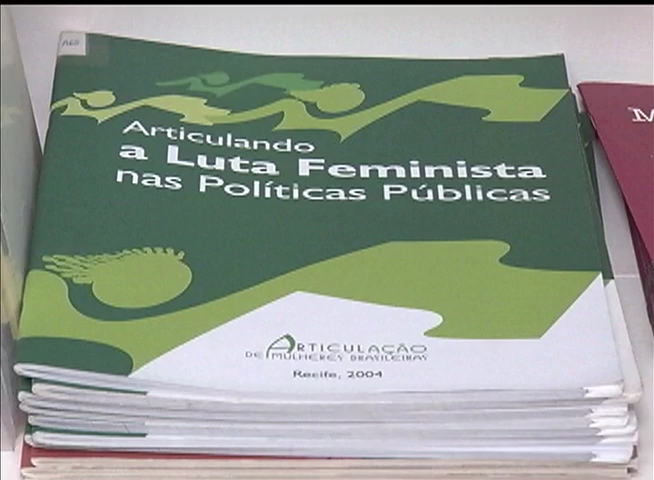 Articulando
a Luta Feminista
nas Políticas Públicas
ARTICULAÇÃO
DE MULHERES BRASILEIRAS
Recife, 2004
M